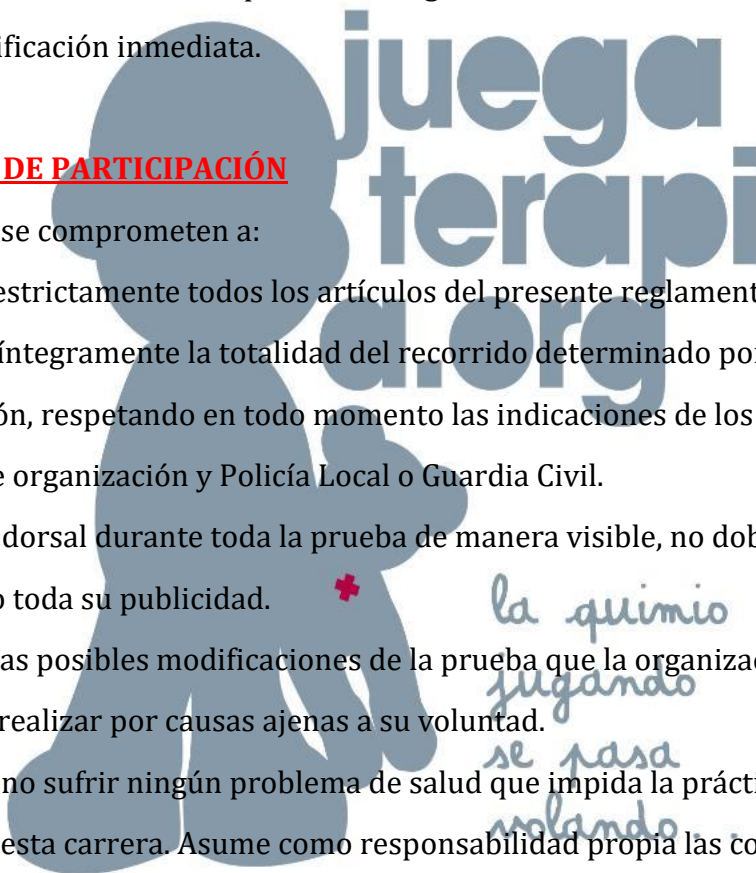 ificación inmediata.
juega
DE PARTICIPACIÓN
terapi
se comprometen a:
estrictamente todos los artículos del presente reglament
íntegramente la totalidad del recorrido determinado por
a.org
ón, respetando en todo momento las indicaciones de los
e organización y Policía Local o Guardia Civil.
dorsal durante toda la prueba de manera visible, no dob
o toda su publicidad.
la quimio
as posibles modificaciones de la prueba que la organizac
jugando
realizar por causas ajenas a su voluntad.
se pasa
no sufrir ningún problema de salud que impida la prácti
volando...
esta carrera. Asume como responsabilidad propia las co